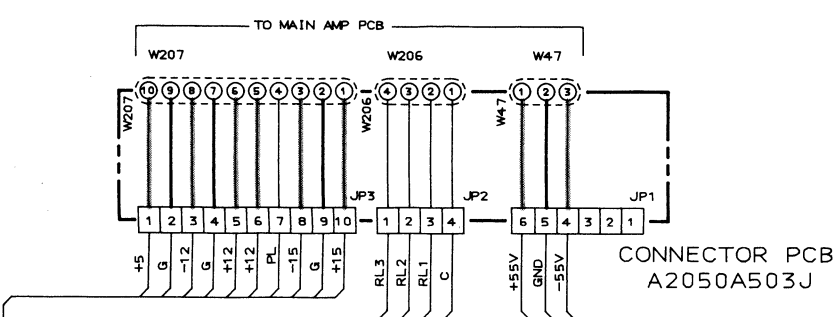 TO MAIN AMP PCB
W207 W206 W47
10 9 8 7 6 5 4 3 2 1 4 3 2 1 1 2 3
W207 W206 W47
JP3 JP2 JP1
1 2 3 4 5 6 7 8 9 10 1 2 3 4 6 5 4 3 2 1
+5 G -12 G +12 +12 PL -15 G +15 RL3 RL2 RL1 C +55V GND -55V
CONNECTOR PCB
A2050A503J